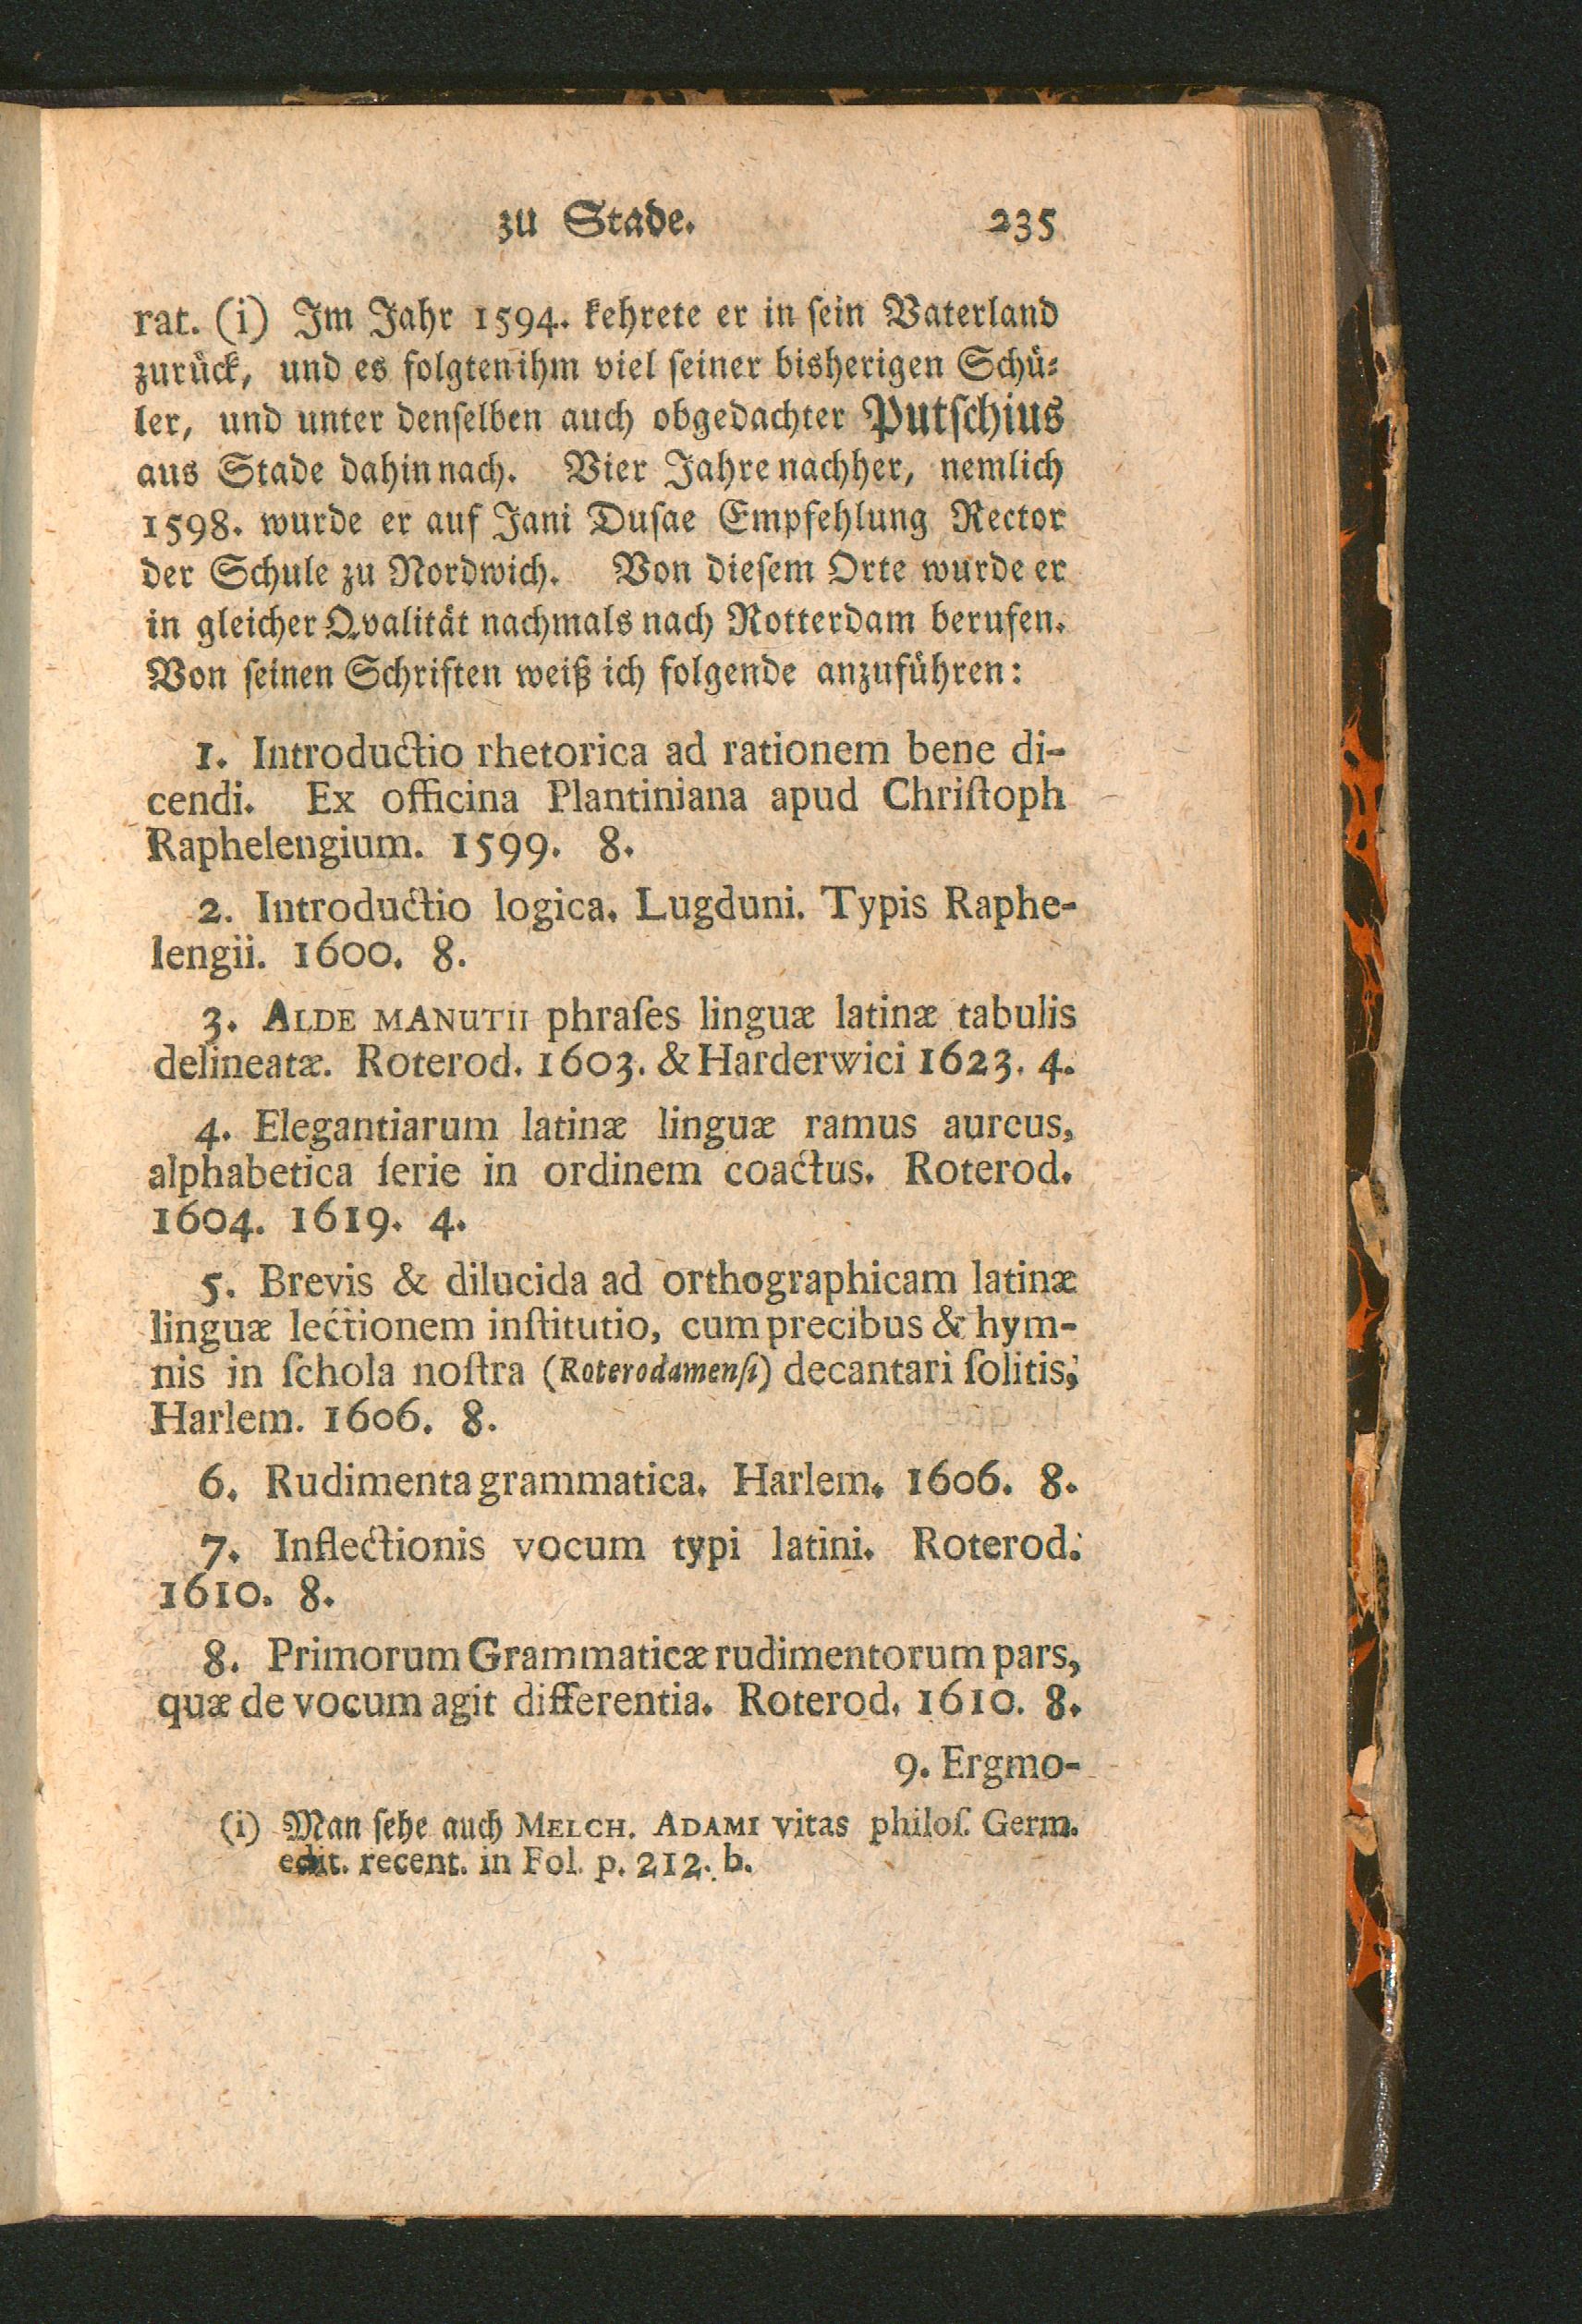 zu Stade. 235
rat. (i) Im Jahr 1594. kehrete er in ſein Vaterland
zurück, und es folgten ihm viel ſeiner bisherigen Schü⸗
ler, und unter denſelben auch obgedachter Putſchius
aus Stade dahin nach. Vier Jahre nachher, nemlich
1598. wurde er auf Jani Duſae Empfehlung Rector
der Schule zu Nordwich. Von dieſem Orte wurde er
in gleicher Qvalität nachmals nach Rotterdam berufen.
Von ſeinen Schriften weiß ich folgende anzuführen:
1. Introductio rhetorica ad rationem bene di-
cendi. Ex officina Plantiniana apud Chriſtoph
Raphelengium. 1599. 8.
2. Introductio logica. Lugduni. Typis Raphe-
lengii. 1600. 8.
3. ALDE MANUTII phraſes linguæ latinæ tabulis
delineatæ. Roterod. 1603. & Harderwici 1623. 4.
4. Elegantiarum latinæ linguæ ramus aureus,
alphabetica ſerie in ordinem coactus. Roterod.
1604. 1619. 4.
5. Brevis & dilucida ad orthographicam latinæ
linguæ lectionem inſtitutio, cum precibus & hym-
nis in ſchola noſtra (Roterodamenſi) decantari ſolitis;
Harlem. 1606. 8.
6. Rudimenta grammatica. Harlem. 1606. 8.
7. Inflectionis vocum typi latini. Roterod.
1610. 8.
8. Primorum Grammaticæ rudimentorum pars,
quæ de vocum agit differentia. Roterod. 1610. 8.
9. Ergmo-
(i) Man ſehe auch MELCH. ADAMI vitas philoſ. Germ.
edit. recent. in Fol. p. 212. b.